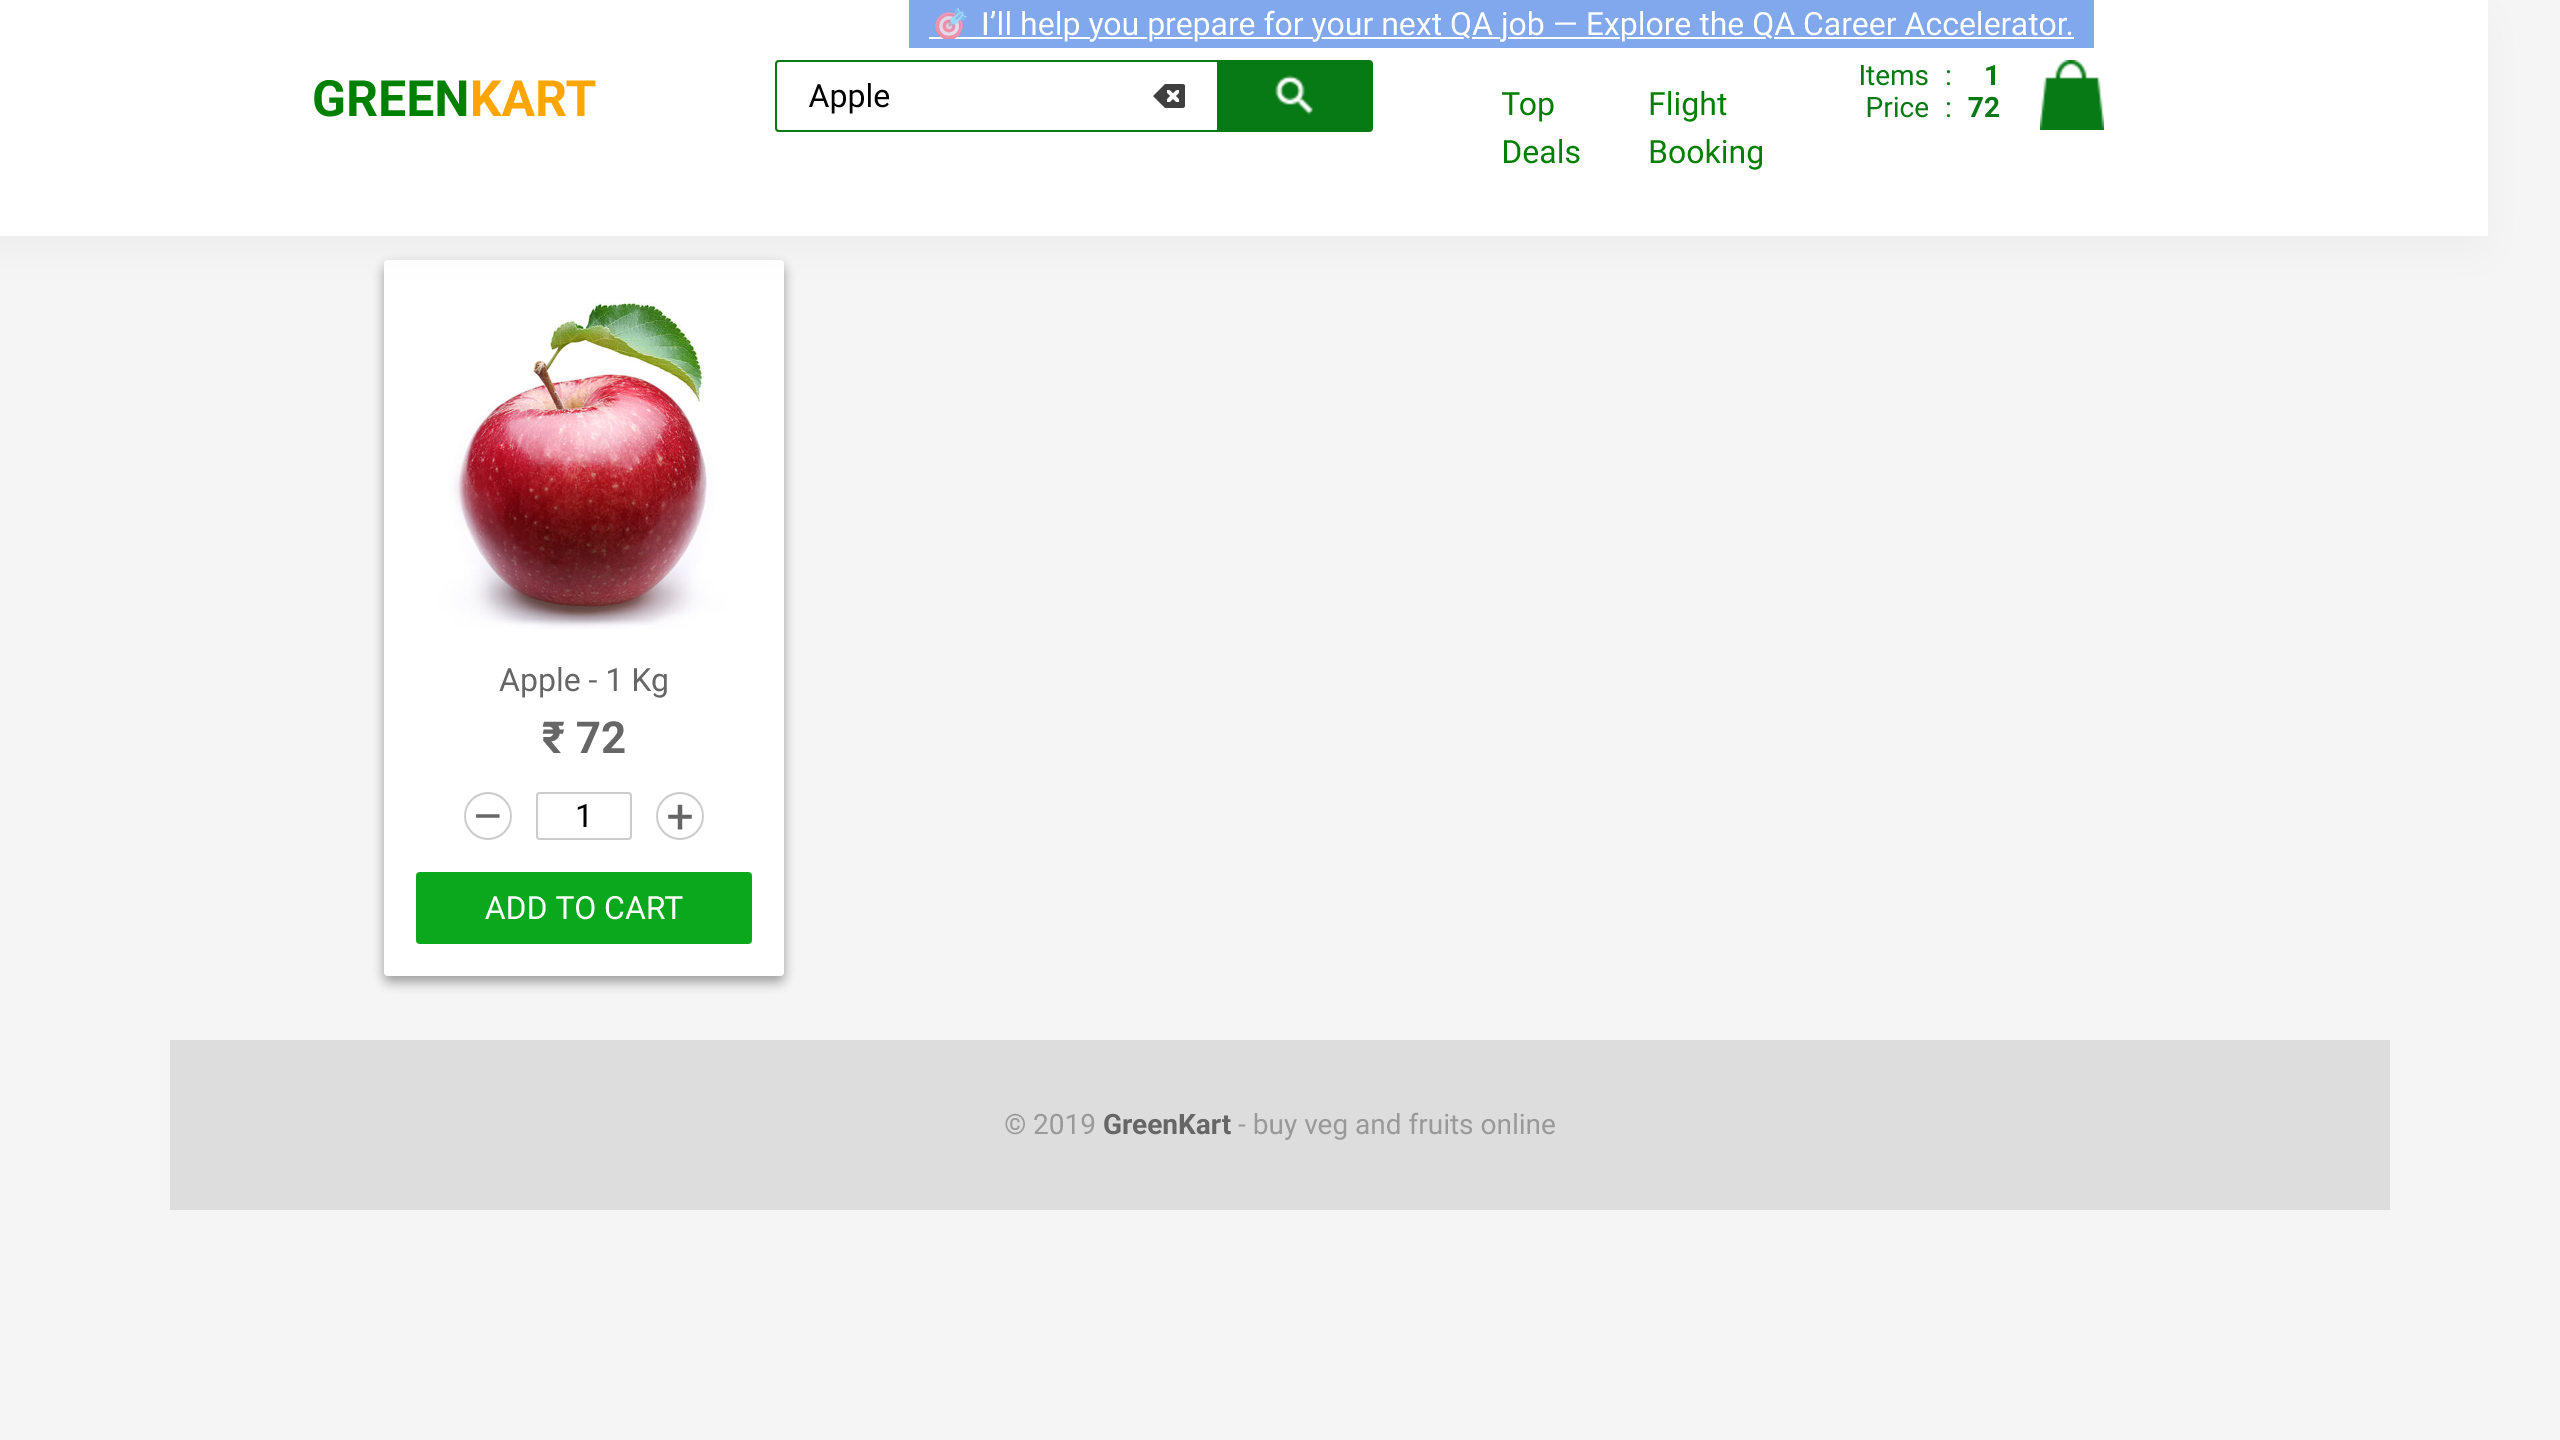 🎯 I’ll help you prepare for your next QA job — Explore the QA Career Accelerator.
GREENKART
Apple
Top Deals
Flight Booking
Items : 1
Price : 72
Apple - 1 Kg
₹ 72
1
ADD TO CART
© 2019 GreenKart - buy veg and fruits online